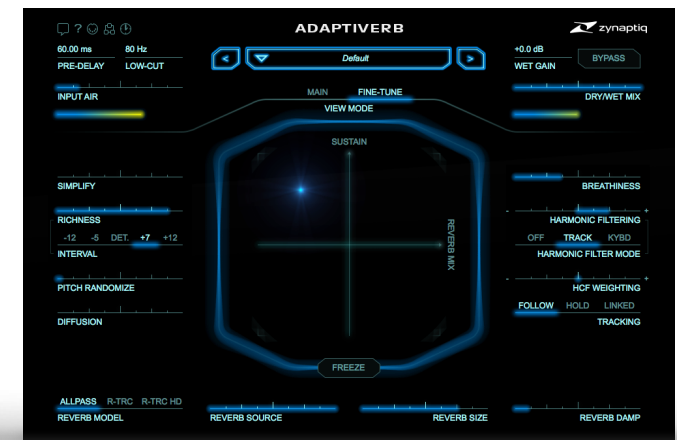 ?
ADAPTIVERB
zynaptiq
60.00 ms 80 Hz
PRE-DELAY LOW-CUT
< Default >
+0.0 dB
WET GAIN
BYPASS
INPUT AIR
MAIN FINE-TUNE
VIEW MODE
DRY/WET MIX
SUSTAIN
REVERB MIX
SIMPLIFY
RICHNESS
-12 -5 DET. +7 +12
INTERVAL
PITCH RANDOMIZE
DIFFUSION
BREATHINESS
- +
HARMONIC FILTERING
OFF TRACK KYBD
HARMONIC FILTER MODE
- +
HCF WEIGHTING
FOLLOW HOLD LINKED
TRACKING
FREEZE
ALLPASS R-TRC R-TRC HD
REVERB MODEL
REVERB SOURCE
REVERB SIZE
REVERB DAMP